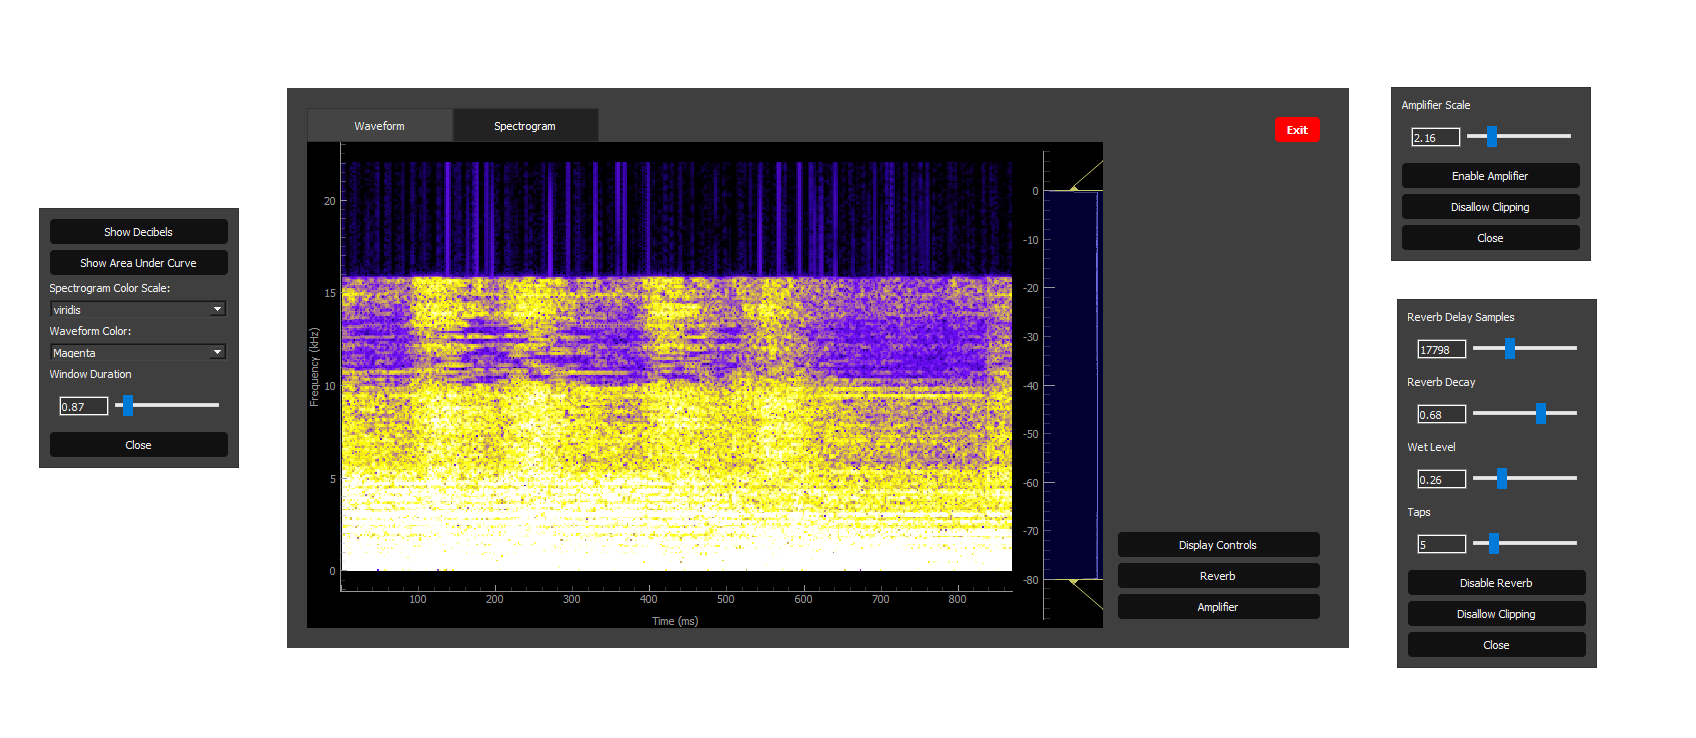 Show Decibels
Show Area Under Curve
Spectrogram Color Scale:
viridis
Waveform Color:
Magenta
Window Duration
0.87
Close
Waveform
Spectrogram
Exit
Frequency (kHz)
20
15
10
5
0
100
200
300
400
500
600
700
800
Time (ms)
0
-10
-20
-30
-40
-50
-60
-70
-80
Display Controls
Reverb
Amplifier
Amplifier Scale
2.16
Enable Amplifier
Disallow Clipping
Close
Reverb Delay Samples
17798
Reverb Decay
0.68
Wet Level
0.26
Taps
5
Disable Reverb
Disallow Clipping
Close